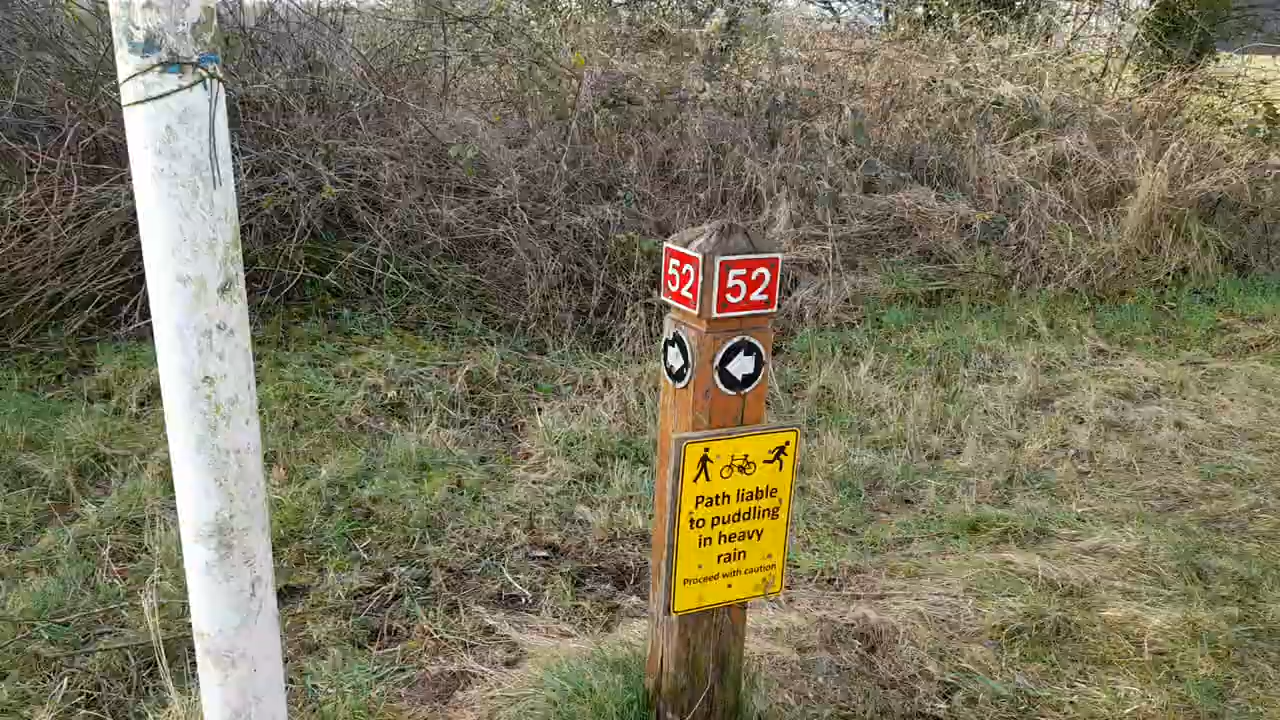 52
52
Path liable
to puddling
in heavy
rain
Proceed with caution